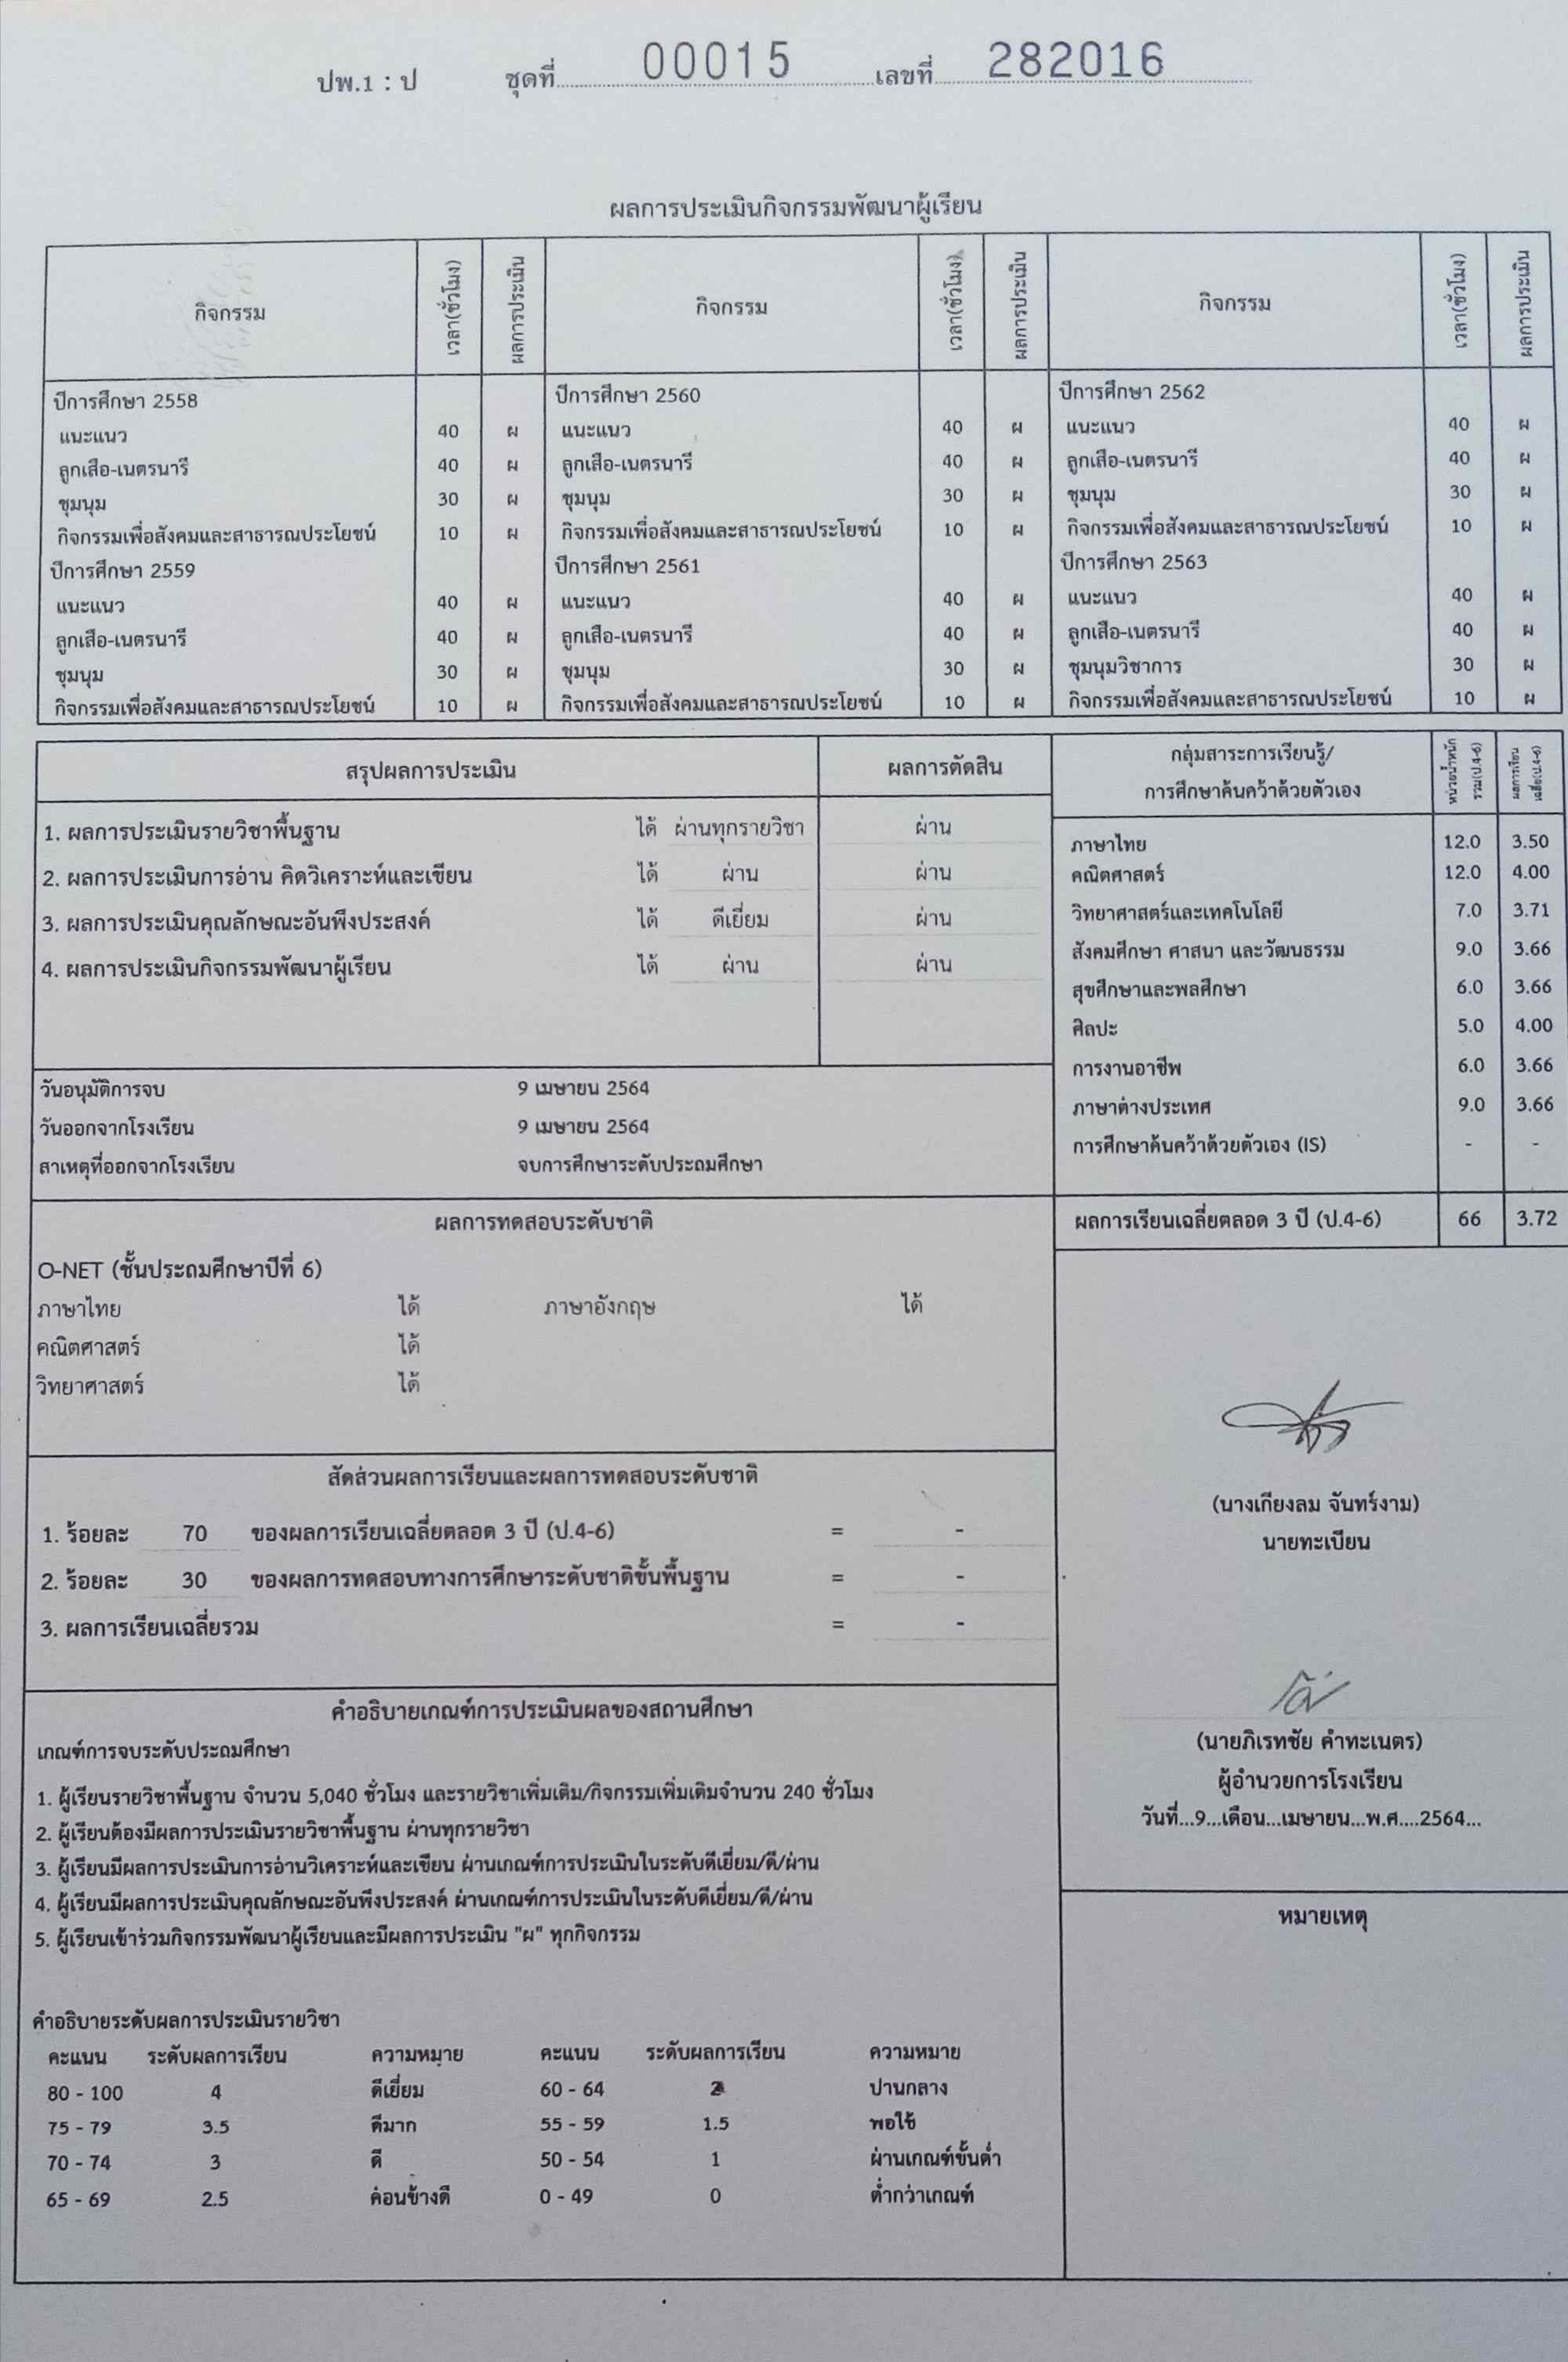 ปพ.1 : ป ชุดที่ 00015 เลขที่ 282016
ผลการประเมินกิจกรรมพัฒนาผู้เรียน
กิจกรรม เวลา(ชั่วโมง) ผลการประเมิน กิจกรรม เวลา(ชั่วโมง) ผลการประเมิน กิจกรรม เวลา(ชั่วโมง) ผลการประเมิน
ปีการศึกษา 2558 ปีการศึกษา 2560 ปีการศึกษา 2562
แนะแนว 40 ผ แนะแนว 40 ผ แนะแนว 40 ผ
ลูกเสือ-เนตรนารี 40 ผ ลูกเสือ-เนตรนารี 40 ผ ลูกเสือ-เนตรนารี 40 ผ
ชุมนุม 30 ผ ชุมนุม 30 ผ ชุมนุม 30 ผ
กิจกรรมเพื่อสังคมและสาธารณประโยชน์ 10 ผ กิจกรรมเพื่อสังคมและสาธารณประโยชน์ 10 ผ กิจกรรมเพื่อสังคมและสาธารณประโยชน์ 10 ผ
ปีการศึกษา 2559 ปีการศึกษา 2561 ปีการศึกษา 2563
แนะแนว 40 ผ แนะแนว 40 ผ แนะแนว 40 ผ
ลูกเสือ-เนตรนารี 40 ผ ลูกเสือ-เนตรนารี 40 ผ ลูกเสือ-เนตรนารี 40 ผ
ชุมนุม 30 ผ ชุมนุม 30 ผ ชุมนุมวิชาการ 30 ผ
กิจกรรมเพื่อสังคมและสาธารณประโยชน์ 10 ผ กิจกรรมเพื่อสังคมและสาธารณประโยชน์ 10 ผ กิจกรรมเพื่อสังคมและสาธารณประโยชน์ 10 ผ
สรุปผลการประเมิน ผลการตัดสิน
1. ผลการประเมินรายวิชาพื้นฐาน ได้ ผ่านทุกรายวิชา ผ่าน
2. ผลการประเมินการอ่าน คิดวิเคราะห์และเขียน ได้ ผ่าน ผ่าน
3. ผลการประเมินคุณลักษณะอันพึงประสงค์ ได้ ดีเยี่ยม ผ่าน
4. ผลการประเมินกิจกรรมพัฒนาผู้เรียน ได้ ผ่าน ผ่าน
วันอนุมัติการจบ 9 เมษายน 2564
วันออกจากโรงเรียน 9 เมษายน 2564
สาเหตุที่ออกจากโรงเรียน จบการศึกษาระดับประถมศึกษา
กลุ่มสาระการเรียนรู้/
การศึกษาค้นคว้าด้วยตัวเอง
หน่วยน้ำหนัก
รวม(ป.4-6)
ผลการเรียน
เฉลี่ย(ป.4-6)
ภาษาไทย 12.0 3.50
คณิตศาสตร์ 12.0 4.00
วิทยาศาสตร์และเทคโนโลยี 7.0 3.71
สังคมศึกษา ศาสนา และวัฒนธรรม 9.0 3.66
สุขศึกษาและพลศึกษา 6.0 3.66
ศิลปะ 5.0 4.00
การงานอาชีพ 6.0 3.66
ภาษาต่างประเทศ 9.0 3.66
การศึกษาค้นคว้าด้วยตัวเอง (IS) - -
ผลการเรียนเฉลี่ยตลอด 3 ปี (ป.4-6) 66 3.72
ผลการทดสอบระดับชาติ
O-NET (ชั้นประถมศึกษาปีที่ 6)
ภาษาไทย ได้ ภาษาอังกฤษ ได้
คณิตศาสตร์ ได้
วิทยาศาสตร์ ได้
สัดส่วนผลการเรียนและผลการทดสอบระดับชาติ
1. ร้อยละ 70 ของผลการเรียนเฉลี่ยตลอด 3 ปี (ป.4-6) = -
2. ร้อยละ 30 ของผลการทดสอบทางการศึกษาระดับชาติขั้นพื้นฐาน = -
3. ผลการเรียนเฉลี่ยรวม = -
(นางเกียงลม จันทร์งาม)
นายทะเบียน
(นายภิเรทชัย คำทะเนตร)
ผู้อำนวยการโรงเรียน
วันที่...9...เดือน...เมษายน...พ.ศ....2564...
หมายเหตุ
คำอธิบายเกณฑ์การประเมินผลของสถานศึกษา
เกณฑ์การจบระดับประถมศึกษา
1. ผู้เรียนรายวิชาพื้นฐาน จำนวน 5,040 ชั่วโมง และรายวิชาเพิ่มเติม/กิจกรรมเพิ่มเติมจำนวน 240 ชั่วโมง
2. ผู้เรียนต้องมีผลการประเมินรายวิชาพื้นฐาน ผ่านทุกรายวิชา
3. ผู้เรียนมีผลการประเมินการอ่านวิเคราะห์และเขียน ผ่านเกณฑ์การประเมินในระดับดีเยี่ยม/ดี/ผ่าน
4. ผู้เรียนมีผลการประเมินคุณลักษณะอันพึงประสงค์ ผ่านเกณฑ์การประเมินในระดับดีเยี่ยม/ดี/ผ่าน
5. ผู้เรียนเข้าร่วมกิจกรรมพัฒนาผู้เรียนและมีผลการประเมิน "ผ" ทุกกิจกรรม
คำอธิบายระดับผลการประเมินรายวิชา
คะแนน ระดับผลการเรียน ความหมาย คะแนน ระดับผลการเรียน ความหมาย
80 - 100 4 ดีเยี่ยม 60 - 64 2 ปานกลาง
75 - 79 3.5 ดีมาก 55 - 59 1.5 พอใช้
70 - 74 3 ดี 50 - 54 1 ผ่านเกณฑ์ขั้นต่ำ
65 - 69 2.5 ค่อนข้างดี 0 - 49 0 ต่ำกว่าเกณฑ์